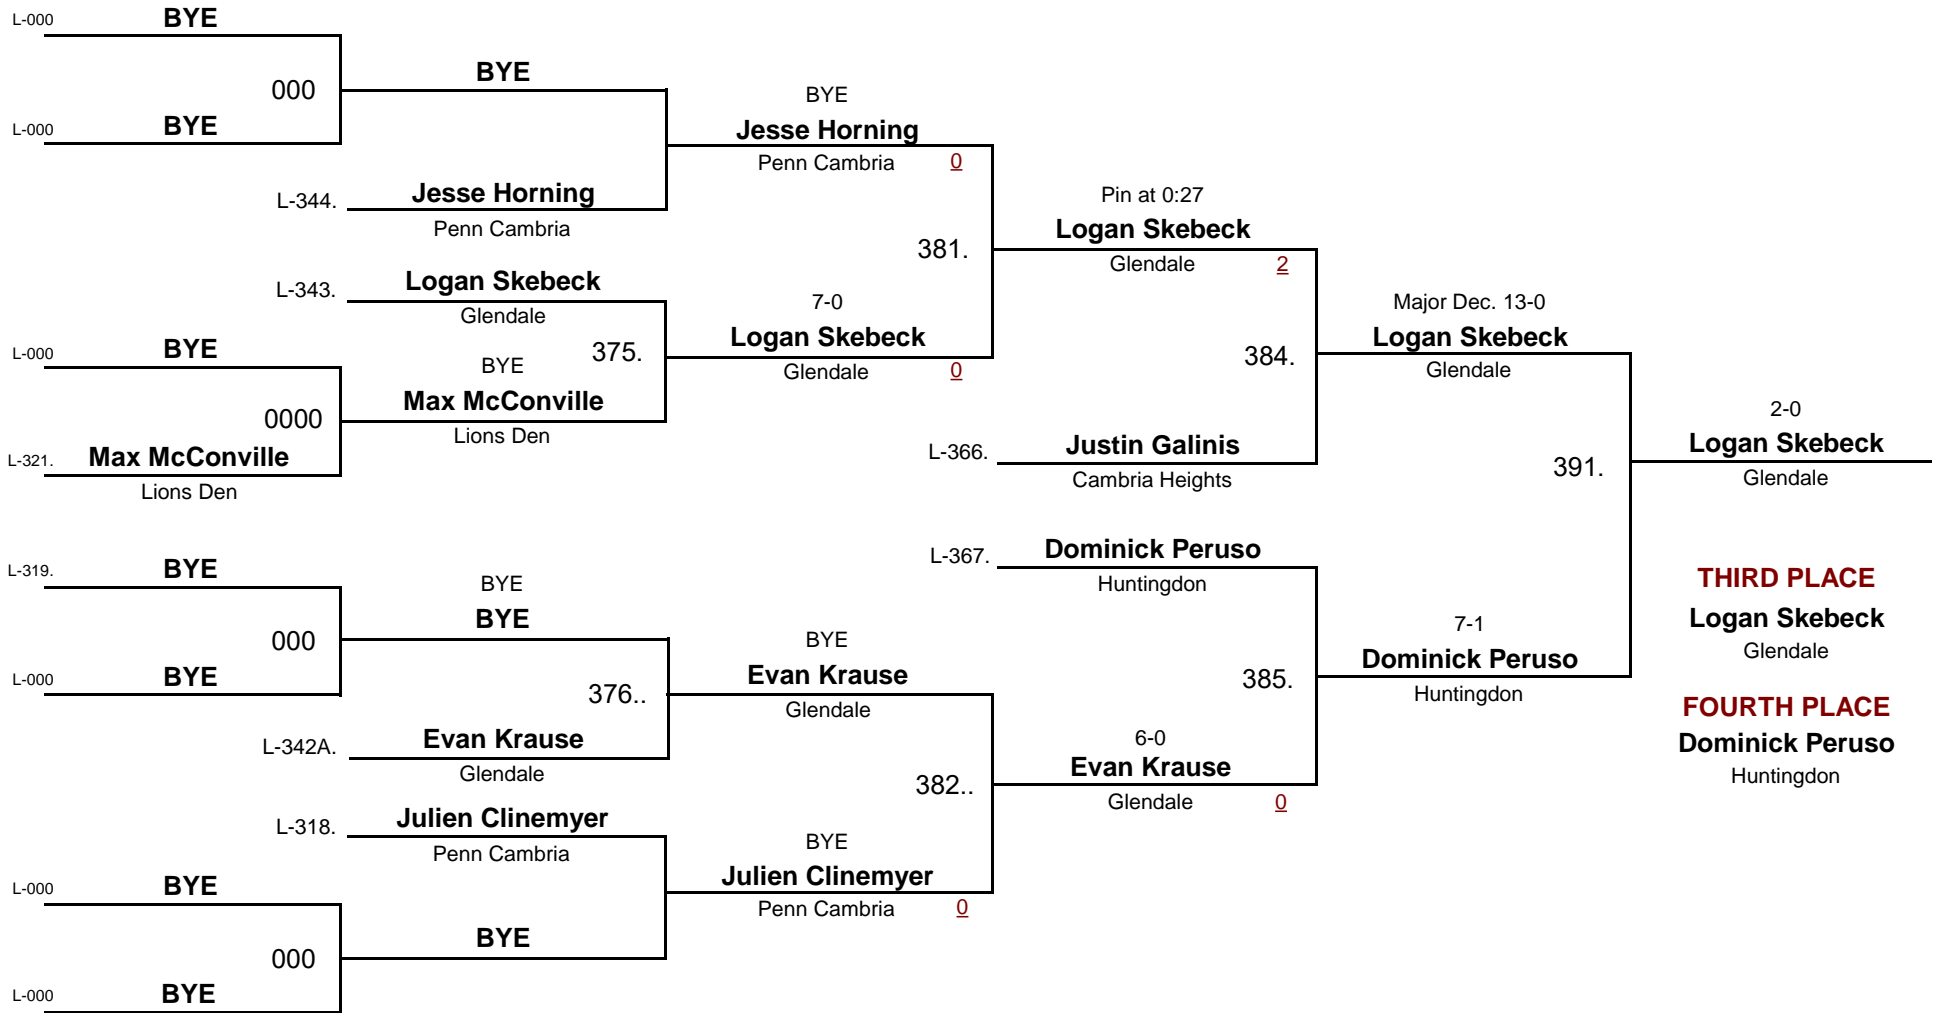 L-000 BYE
000
BYE
L-000 BYE
BYE
Jesse Horning
Penn Cambria 0
L-344. Jesse Horning
Penn Cambria
381.
Pin at 0:27
Logan Skebeck
Glendale 2
L-343. Logan Skebeck
Glendale
375.
7-0
Logan Skebeck
Glendale 0
L-000 BYE
0000
BYE
Max McConville
Lions Den
L-321. Max McConville
Lions Den
384.
Major Dec. 13-0
Logan Skebeck
Glendale
L-366. Justin Galinis
Cambria Heights
391.
2-0
Logan Skebeck
Glendale
L-367. Dominick Peruso
Huntingdon
L-319. BYE
000
BYE
BYE
L-000 BYE
376..
BYE
Evan Krause
Glendale
385.
7-1
Dominick Peruso
Huntingdon
THIRD PLACE
Logan Skebeck
Glendale
FOURTH PLACE
Dominick Peruso
Huntingdon
L-342A. Evan Krause
Glendale
382..
6-0
Evan Krause
Glendale 0
L-318. Julien Clinemyer
Penn Cambria
BYE
Julien Clinemyer
Penn Cambria 0
L-000 BYE
000
BYE
L-000 BYE